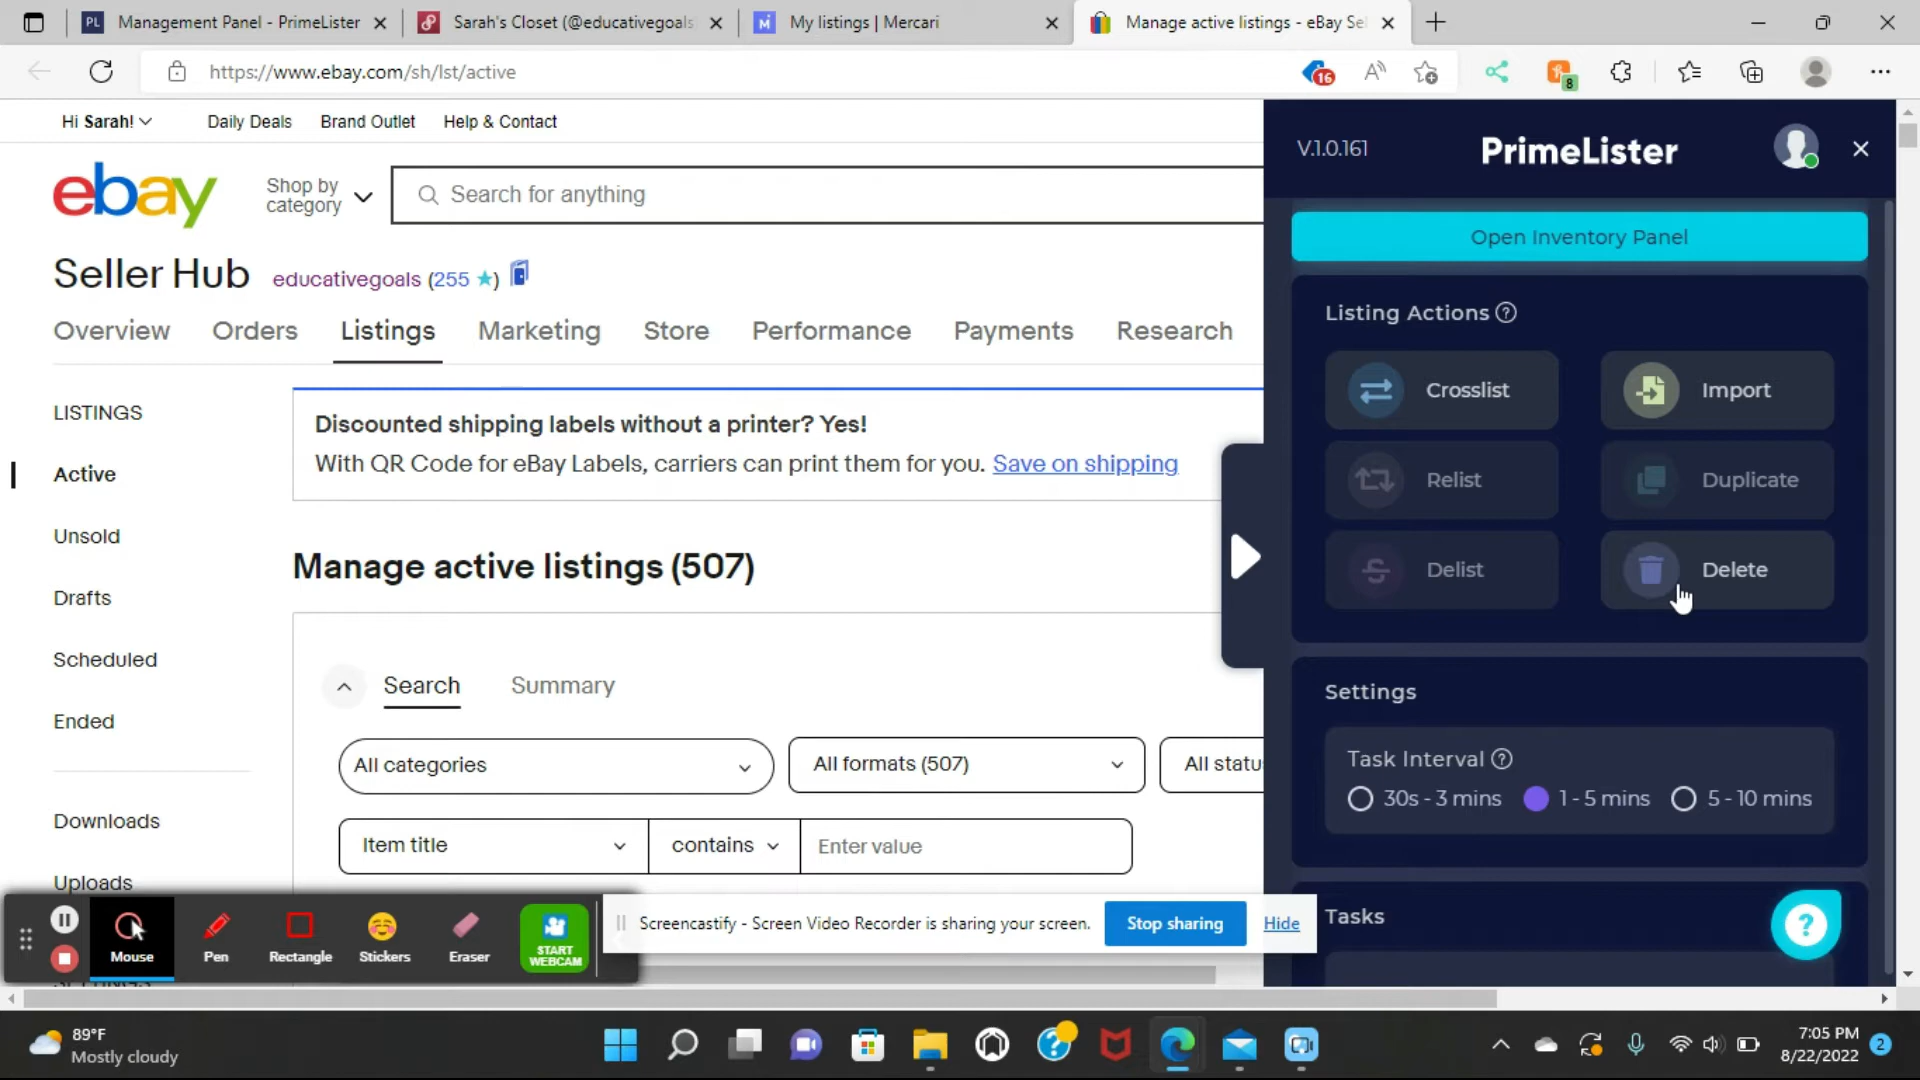 Management Panel - PrimeLister
Sarah's Closet (@educativegoals
My listings | Mercari
Manage active listings - eBay Sel
https://www.ebay.com/sh/lst/active
16
8
Hi Sarah!
Daily Deals
Brand Outlet
Help & Contact
ebay
Shop by category
Search for anything
Seller Hub
educativegoals (255 ★)
Overview
Orders
Listings
Marketing
Store
Performance
Payments
Research
LISTINGS
Active
Unsold
Drafts
Scheduled
Ended
Downloads
Uploads
Discounted shipping labels without a printer? Yes!
With QR Code for eBay Labels, carriers can print them for you. Save on shipping
Manage active listings (507)
Search
Summary
All categories
All formats (507)
All statu
Item title
contains
Enter value
V.1.0.161
PrimeLister
Open Inventory Panel
Listing Actions
Crosslist
Import
Relist
Duplicate
Delist
Delete
Settings
Task Interval
30s - 3 mins
1 - 5 mins
5 - 10 mins
Tasks
Mouse
Pen
Rectangle
Stickers
Eraser
START
WEBCAM
Screencastify - Screen Video Recorder is sharing your screen.
Stop sharing
Hide
89°F
Mostly cloudy
7:05 PM
8/22/2022
2